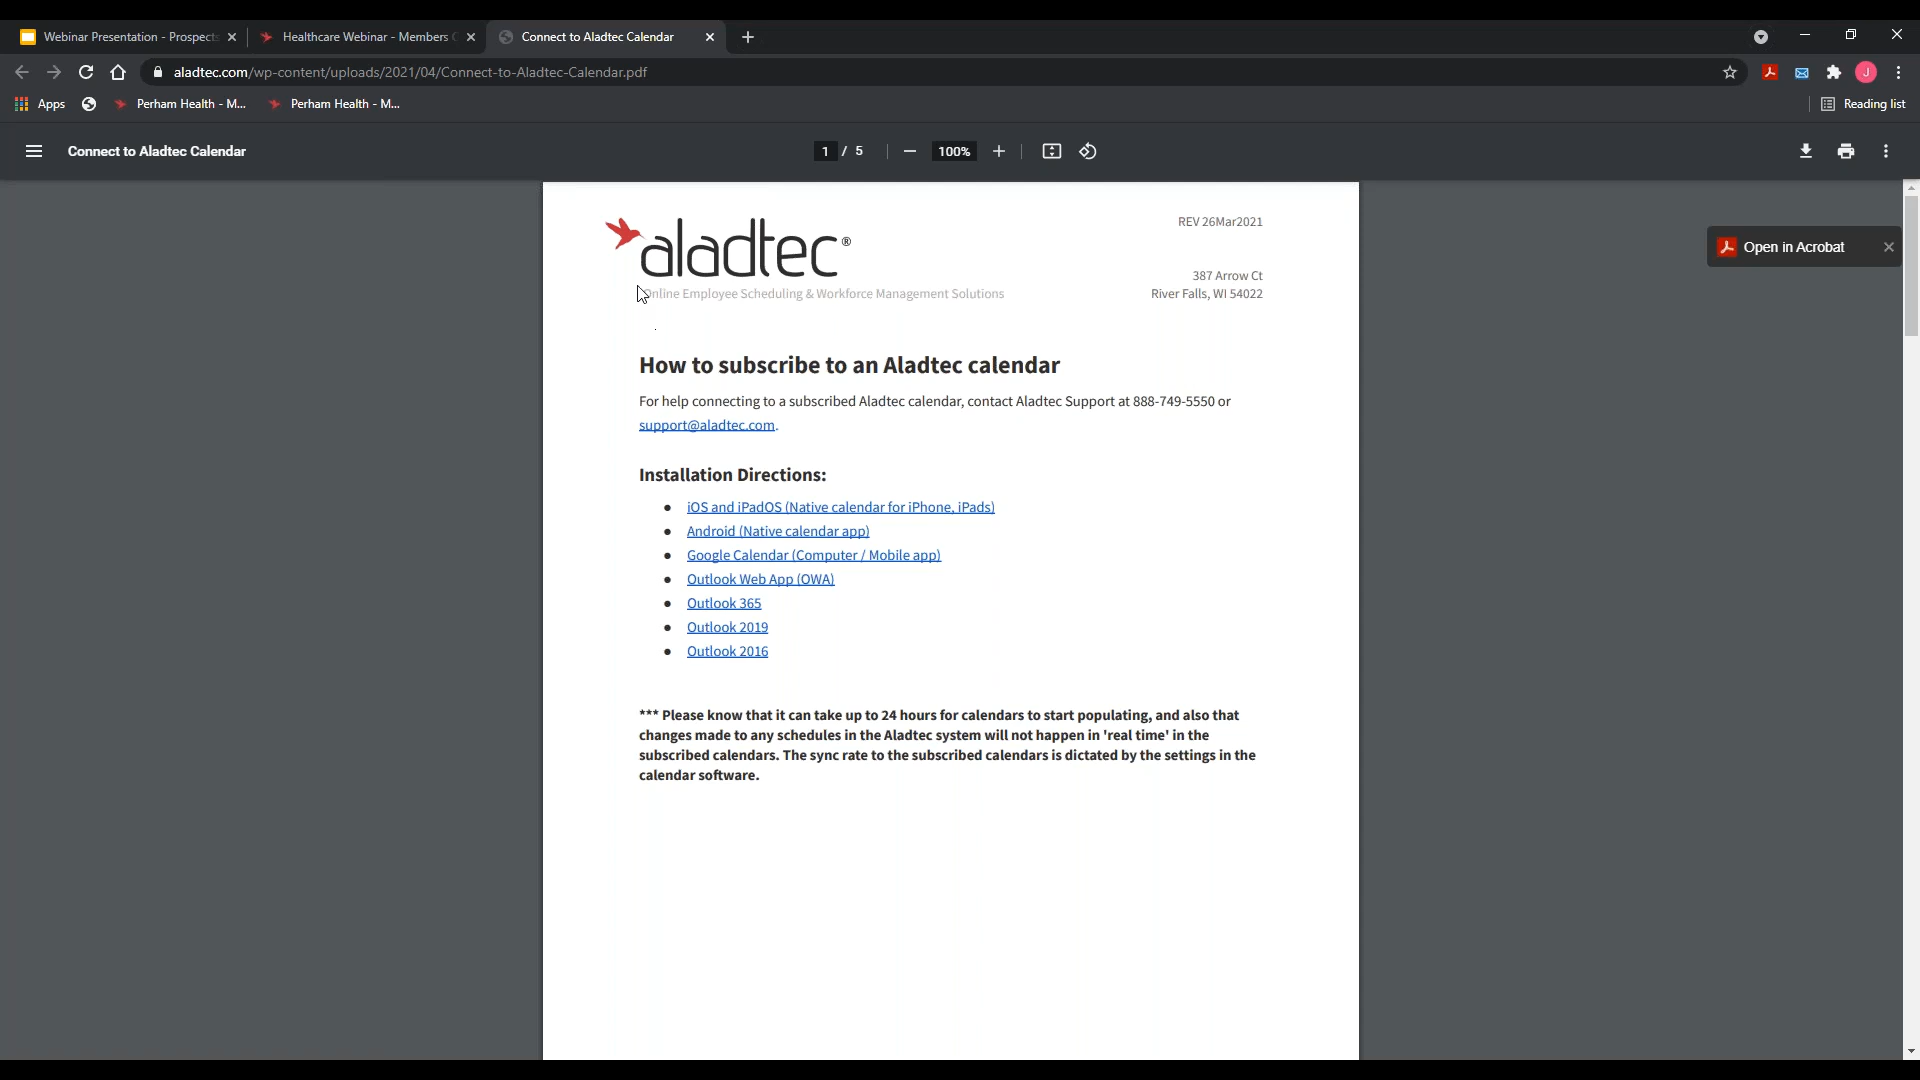 Webinar Presentation - Prospects
Healthcare Webinar - Members
Connect to Aladtec Calendar
aladtec.com/wp-content/uploads/2021/04/Connect-to-Aladtec-Calendar.pdf
J
Apps
Perham Health - M...
Perham Health - M...
Reading list
Connect to Aladtec Calendar
1 / 5
100%
aladtec®
Online Employee Scheduling & Workforce Management Solutions
REV 26Mar2021
387 Arrow Ct
River Falls, WI 54022
Open in Acrobat
How to subscribe to an Aladtec calendar
For help connecting to a subscribed Aladtec calendar, contact Aladtec Support at 888-749-5550 or
support@aladtec.com.
Installation Directions:
● iOS and iPadOS (Native calendar for iPhone, iPads)
● Android (Native calendar app)
● Google Calendar (Computer / Mobile app)
● Outlook Web App (OWA)
● Outlook 365
● Outlook 2019
● Outlook 2016
*** Please know that it can take up to 24 hours for calendars to start populating, and also that
changes made to any schedules in the Aladtec system will not happen in 'real time' in the
subscribed calendars. The sync rate to the subscribed calendars is dictated by the settings in the
calendar software.